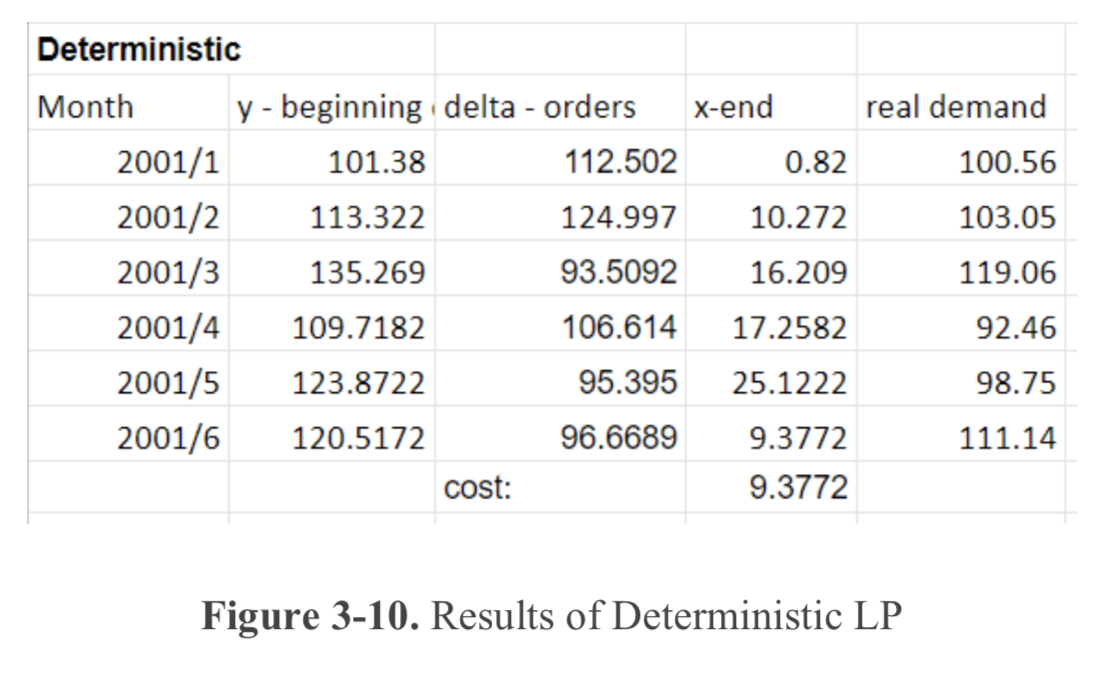 Deterministic
Month y - beginning delta - orders x-end real demand
2001/1 101.38 112.502 0.82 100.56
2001/2 113.322 124.997 10.272 103.05
2001/3 135.269 93.5092 16.209 119.06
2001/4 109.7182 106.614 17.2582 92.46
2001/5 123.8722 95.395 25.1222 98.75
2001/6 120.5172 96.6689 9.3772 111.14
cost: 9.3772
Figure 3-10. Results of Deterministic LP